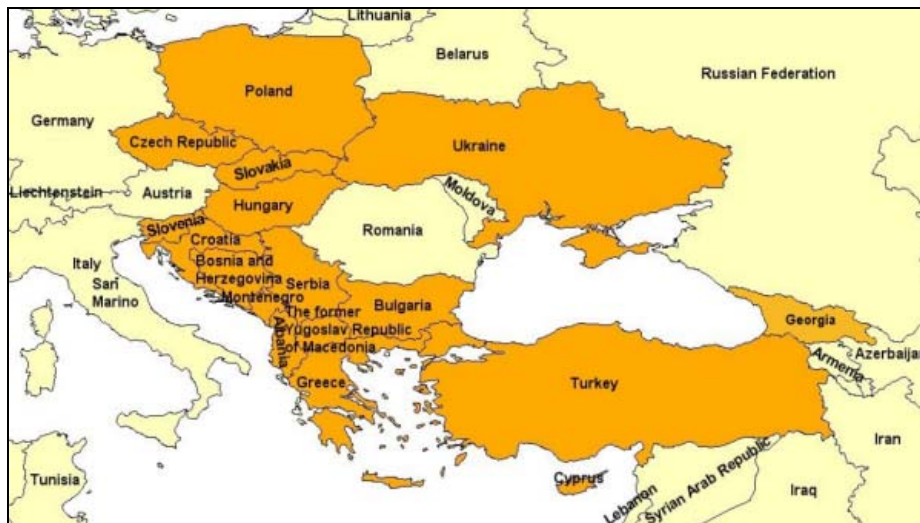 Lithuania
Belarus
Russian Federation
Poland
Germany
Czech Republic
Ukraine
Slovakia
Liechtenstein
Austria
Moldova
Hungary
Slovenia
Romania
Croatia
Italy
Bosnia and
Herzegovina
San
Marino
Serbia
Montenegro
Bulgaria
The former
Yugoslav Republic
of Macedonia
Albania
Georgia
Armenia
Azerbaijan
Greece
Turkey
Iran
Tunisia
Cyprus
Lebanon
Syrian Arab Republic
Iraq